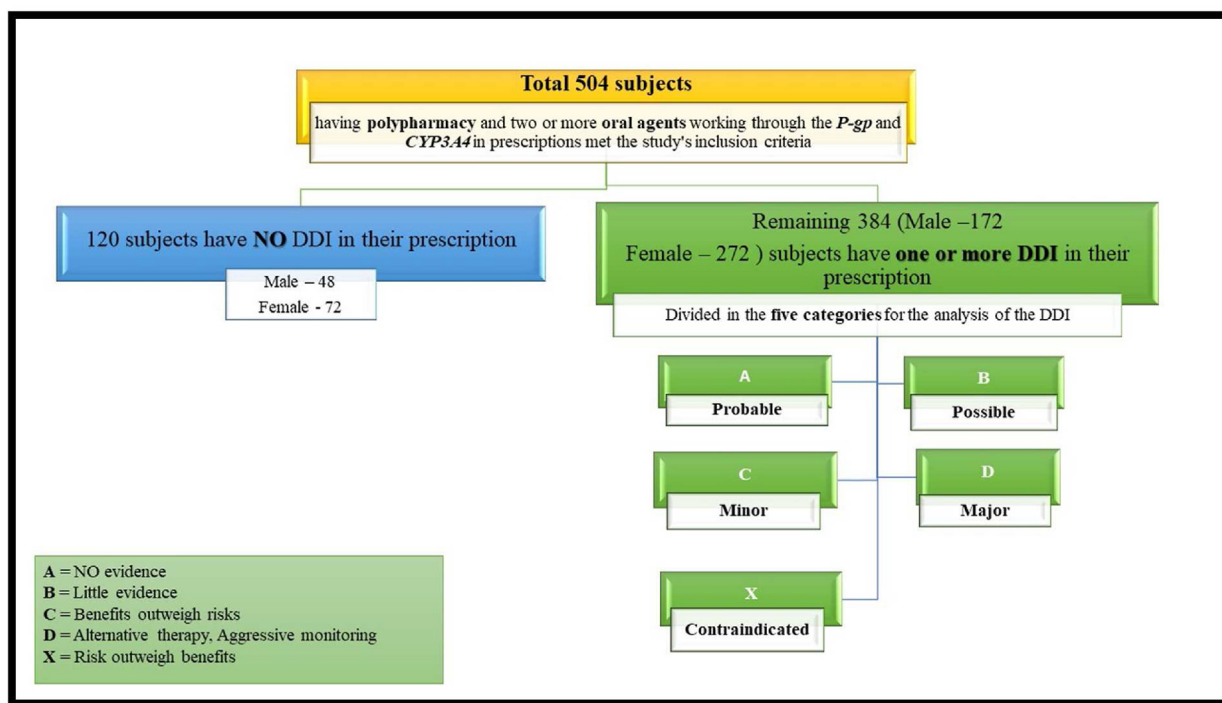 Total 504 subjects
having polypharmacy and two or more oral agents working through the P-gp and
CYP3A4 in prescriptions met the study's inclusion criteria
120 subjects have NO DDI in their prescription
Male – 48
Female - 72
Remaining 384 (Male –172
Female – 272 ) subjects have one or more DDI in their
prescription
Divided in the five categories for the analysis of the DDI
A
Probable
B
Possible
C
Minor
D
Major
X
Contraindicated
A = NO evidence
B = Little evidence
C = Benefits outweigh risks
D = Alternative therapy, Aggressive monitoring
X = Risk outweigh benefits